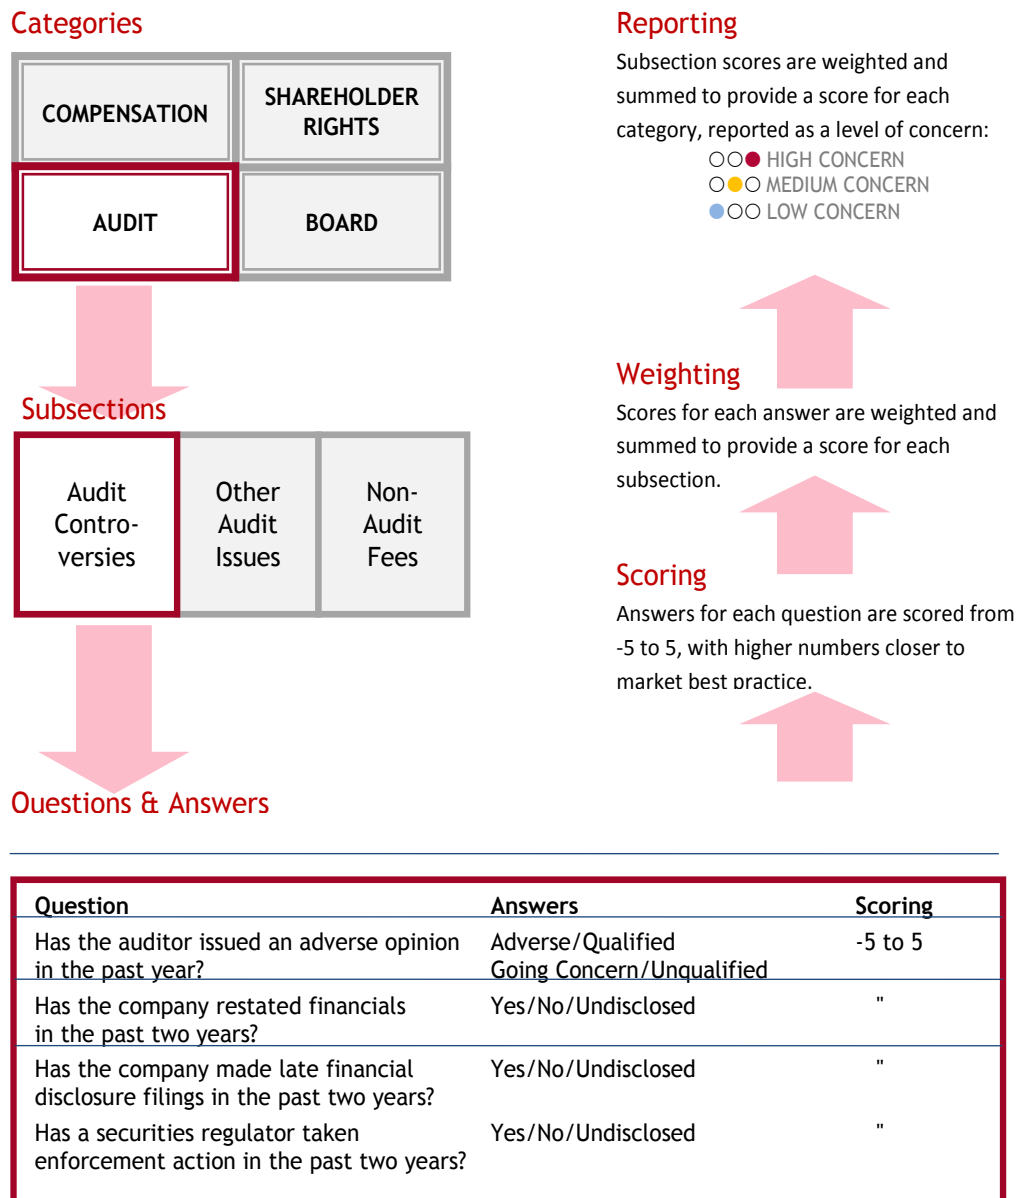 Categories
COMPENSATION
SHAREHOLDER
RIGHTS
AUDIT
BOARD
Subsections
Audit
Contro-
versies
Other
Audit
Issues
Non-
Audit
Fees
Questions & Answers
Reporting
Subsection scores are weighted and
summed to provide a score for each
category, reported as a level of concern:
HIGH CONCERN
MEDIUM CONCERN
LOW CONCERN
Weighting
Scores for each answer are weighted and
summed to provide a score for each
subsection.
Scoring
Answers for each question are scored from
-5 to 5, with higher numbers closer to
market best practice.
Question Answers Scoring
Has the auditor issued an adverse opinion Adverse/Qualified -5 to 5
in the past year? Going Concern/Unqualified
Has the company restated financials Yes/No/Undisclosed "
in the past two years?
Has the company made late financial Yes/No/Undisclosed "
disclosure filings in the past two years?
Has a securities regulator taken Yes/No/Undisclosed "
enforcement action in the past two years?